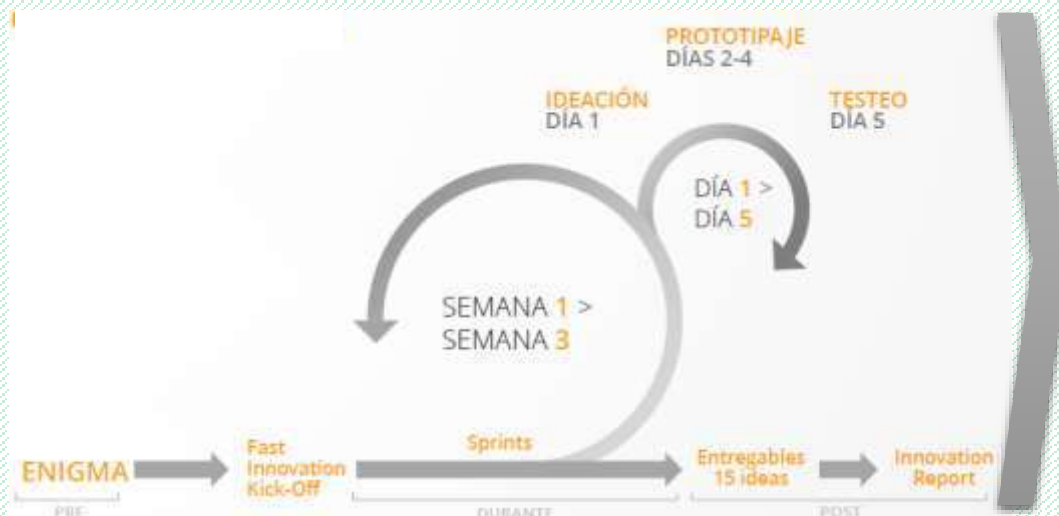 PROTOTIPAJE
DÍAS 2-4
IDEACIÓN
DÍA 1
TESTEO
DÍA 5
DÍA 1 >
DÍA 5
SEMANA 1 >
SEMANA 3
ENIGMA
Fast
Innovation
Kick-Off
Sprints
Entregables
15 ideas
Innovation
Report
PRE
DURANTE
POST